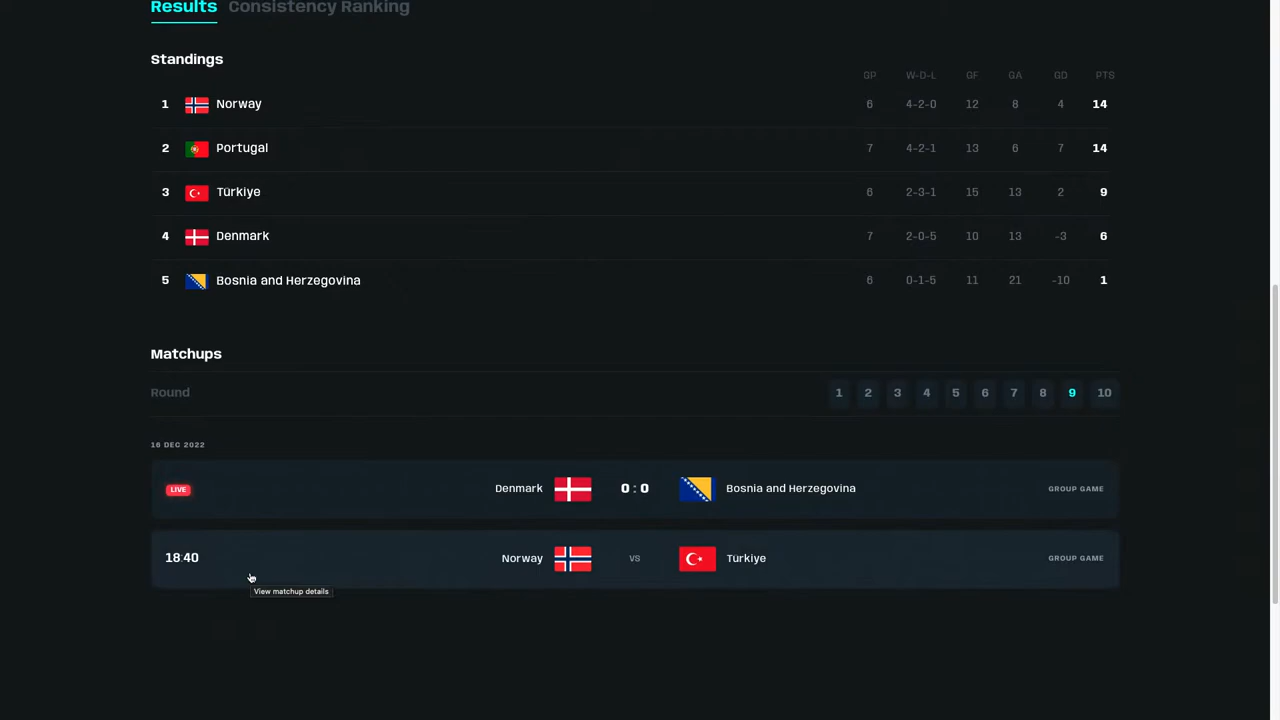 Results Consistency Ranking
Standings
GP W-D-L GF GA GD PTS
1 Norway 6 4-2-0 12 8 4 14
2 Portugal 7 4-2-1 13 6 7 14
3 Türkiye 6 2-3-1 15 13 2 9
4 Denmark 7 2-0-5 10 13 -3 6
5 Bosnia and Herzegovina 6 0-1-5 11 21 -10 1
Matchups
Round 1 2 3 4 5 6 7 8 9 10
16 DEC 2022
LIVE Denmark 0 : 0 Bosnia and Herzegovina GROUP GAME
18:40 Norway VS Türkiye GROUP GAME
View matchup details